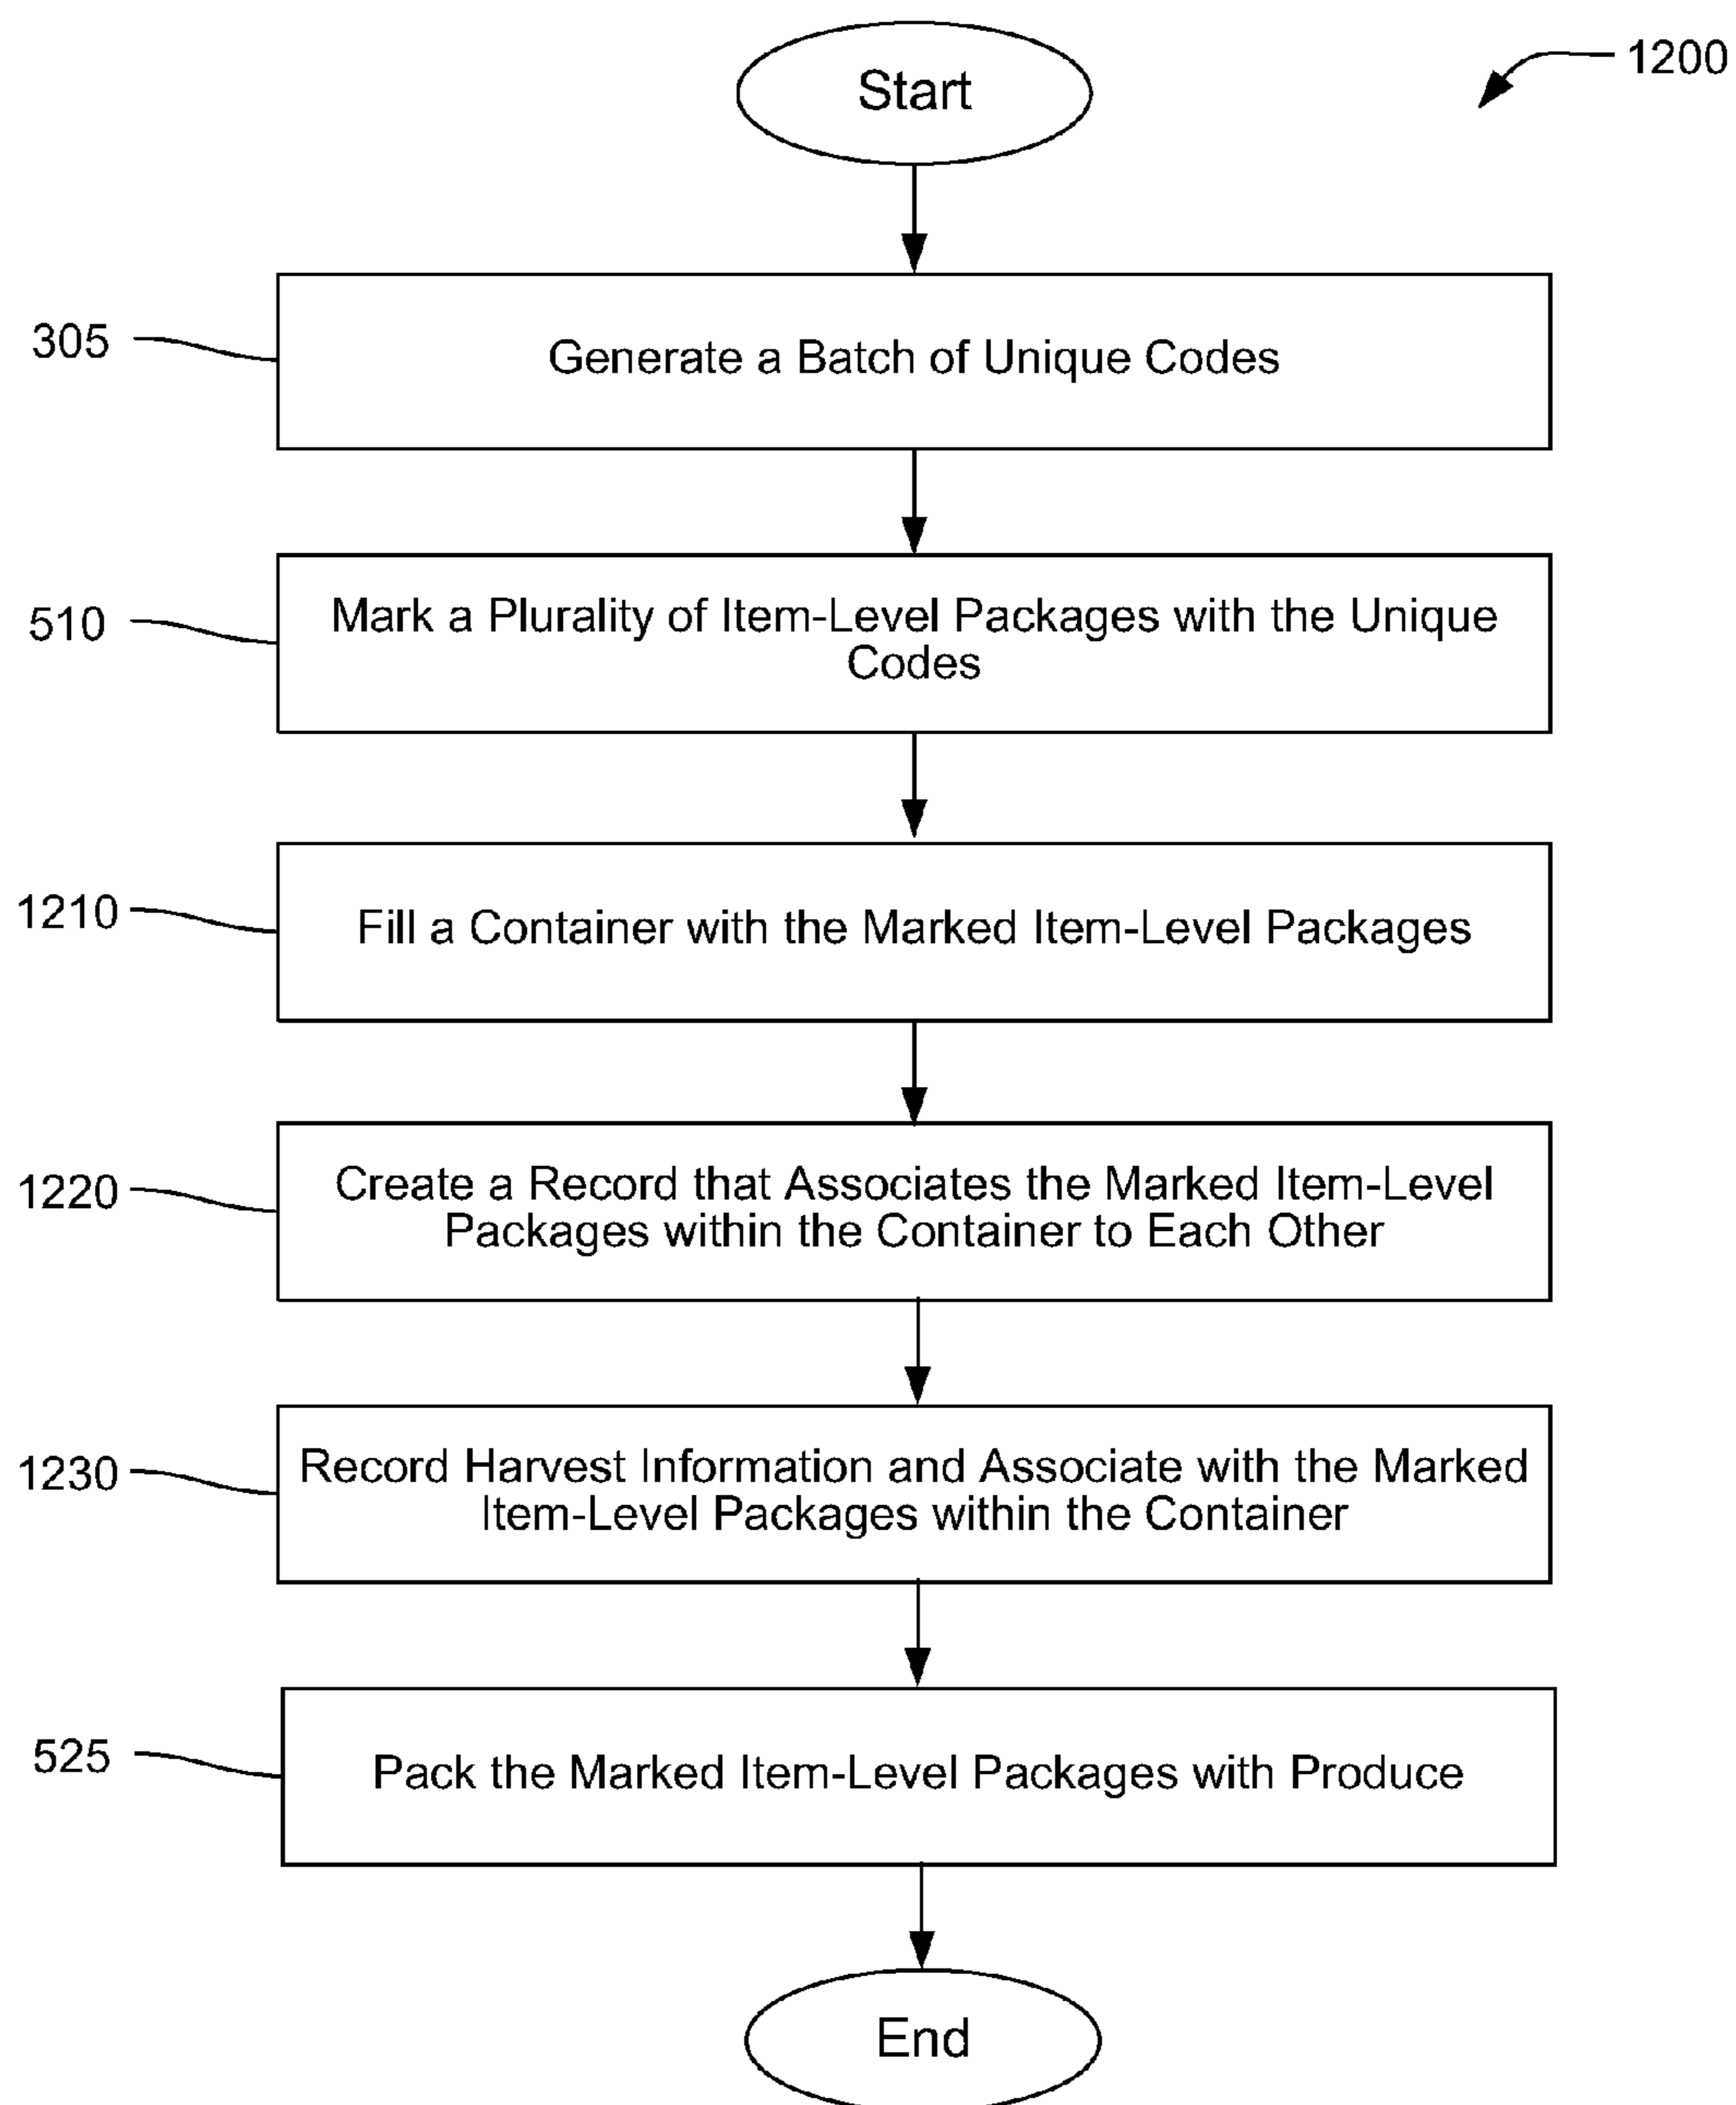 Start
1200
305
Generate a Batch of Unique Codes
510
Mark a Plurality of Item-Level Packages with the Unique
Codes
1210
Fill a Container with the Marked Item-Level Packages
1220
Create a Record that Associates the Marked Item-Level
Packages within the Container to Each Other
1230
Record Harvest Information and Associate with the Marked
Item-Level Packages within the Container
525
Pack the Marked Item-Level Packages with Produce
End